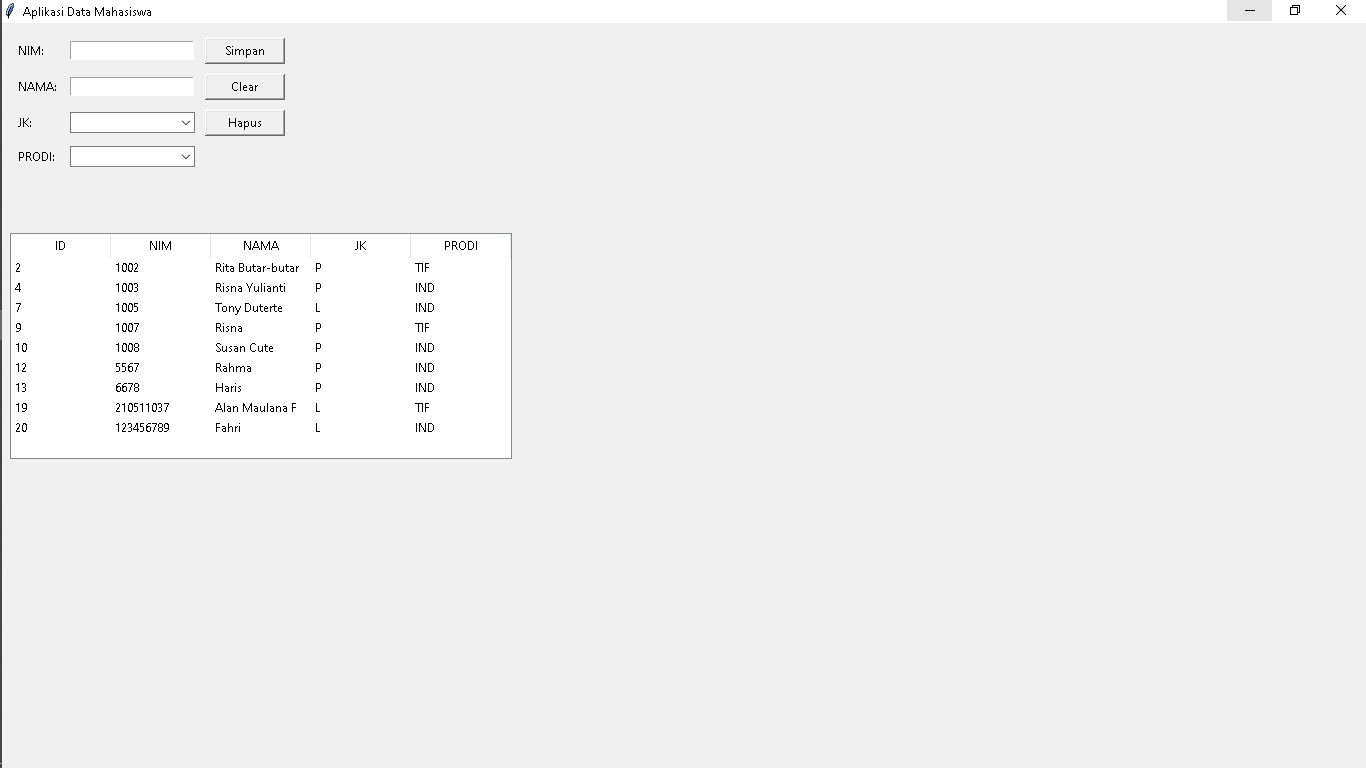 Aplikasi Data Mahasiswa
NIM: Simpan
NAMA: Clear
JK: Hapus
PRODI:
ID NIM NAMA JK PRODI
2 1002 Rita Butar-butar P TIF
4 1003 Risna Yulianti P IND
7 1005 Tony Duterte L IND
9 1007 Risna P TIF
10 1008 Susan Cute P IND
12 5567 Rahma P IND
13 6678 Haris P IND
19 210511037 Alan Maulana F L TIF
20 123456789 Fahri L IND